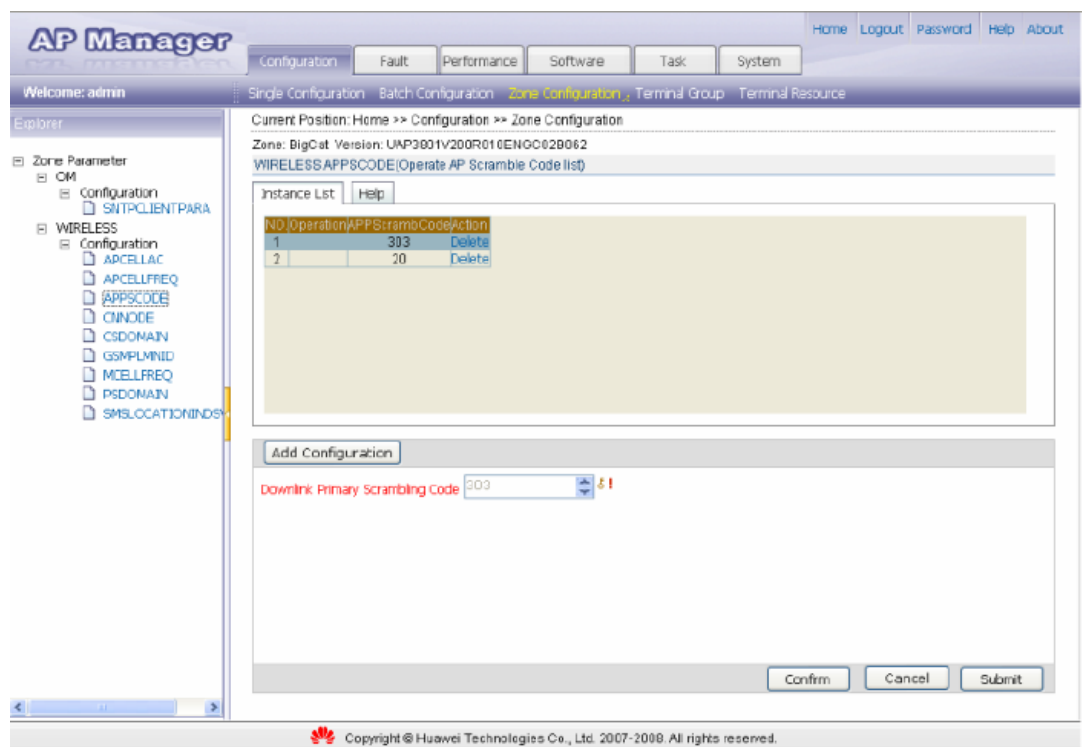 AP Manager
Home Logout Password Help About
Configuration Fault Performance Software Task System
Welcome: admin
Single Configuration Batch Configuration Zone Configuration Terminal Group Terminal Resource
Explorer
Zone Parameter
OM
Configuration
SNTPCLIENTPARA
WIRELESS
Configuration
APCELLAC
APCELLFREQ
APPSCODE
CNNODE
CSDOMAIN
GSMPLMNID
MCELLFREQ
PSDOMAIN
SMSLOCATIONINDSW
Current Position: Home >> Configuration >> Zone Configuration
Zone: BigCat Version: UAP3801V200R010ENGC02B062
WIRELESS APPSCODE(Operate AP Scramble Code list)
Instance List Help
NO. Operation APPScrambCode Action
1 303 Delete
2 20 Delete
Add Configuration
Downlink Primary Scrambling Code 303 !
Confirm Cancel Submit
Copyright © Huawei Technologies Co., Ltd. 2007-2008. All rights reserved.